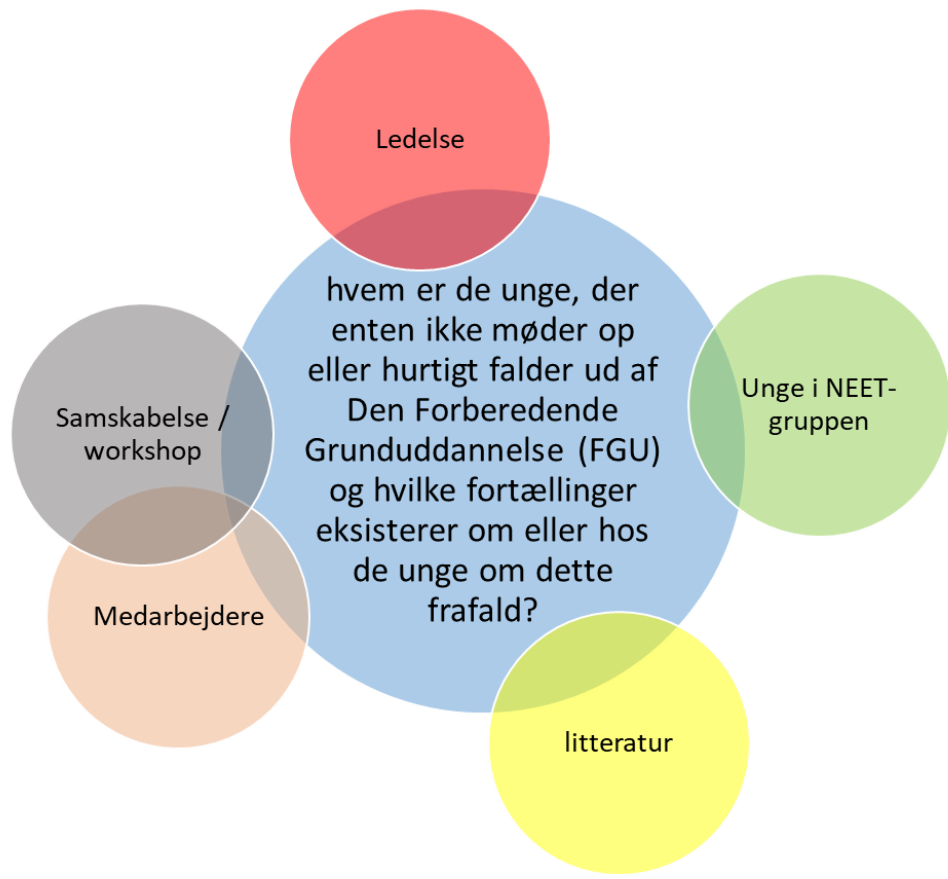 Ledelse
hvem er de unge, der
enten ikke møder op
eller hurtigt falder ud af
Den Forberedende
Grunduddannelse (FGU)
og hvilke fortællinger
eksisterer om eller hos
de unge om dette
frafald?
Unge i NEET-
gruppen
Samskabelse /
workshop
Medarbejdere
litteratur